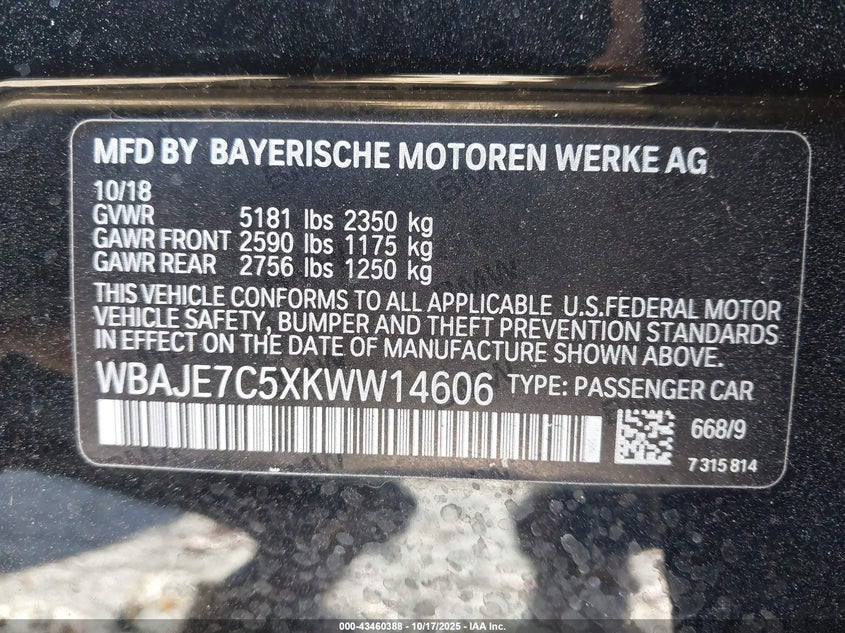 MFD BY BAYERISCHE MOTOREN WERKE AG
10/18
GVWR 5181 lbs 2350 kg
GAWR FRONT 2590 lbs 1175 kg
GAWR REAR 2756 lbs 1250 kg
THIS VEHICLE CONFORMS TO ALL APPLICABLE U.S.FEDERAL MOTOR
VEHICLE SAFETY, BUMPER AND THEFT PREVENTION STANDARDS
IN EFFECT ON THE DATE OF MANUFACTURE SHOWN ABOVE.
WBAJE7C5XKWW14606 TYPE: PASSENGER CAR
668/9
7 315 814
000-43460388 - 10/17/2025 - IAA Inc.